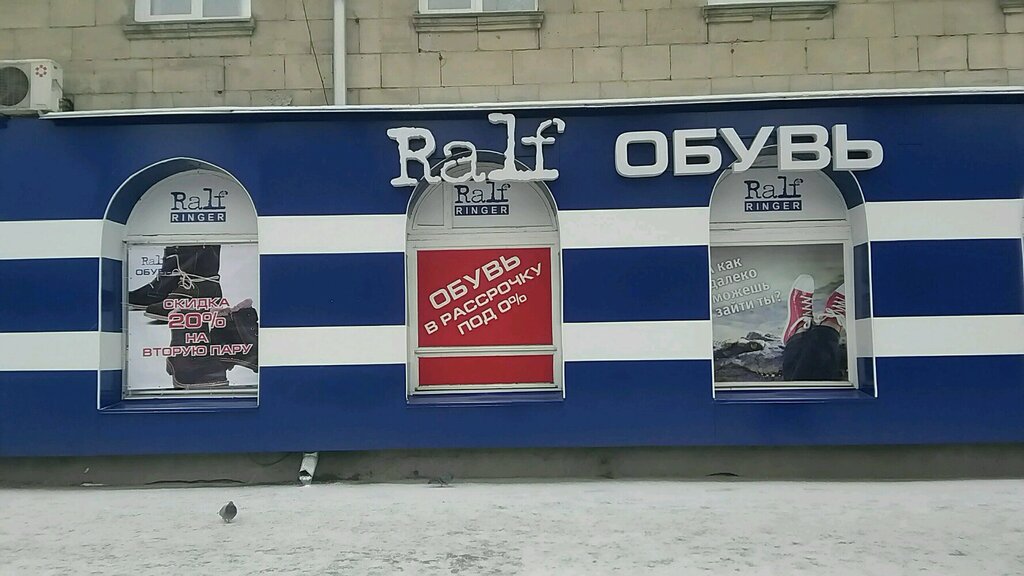 Ralf ОБУВЬ
Ralf
RINGER
Ralf
ОБУВЬ
СКИДКА
20%
НА
ВТОРУЮ ПАРУ
Ralf
RINGER
ОБУВЬ
В РАССРОЧКУ
ПОД 0%
Ralf
RINGER
А как
далеко
можешь
зайти ты?